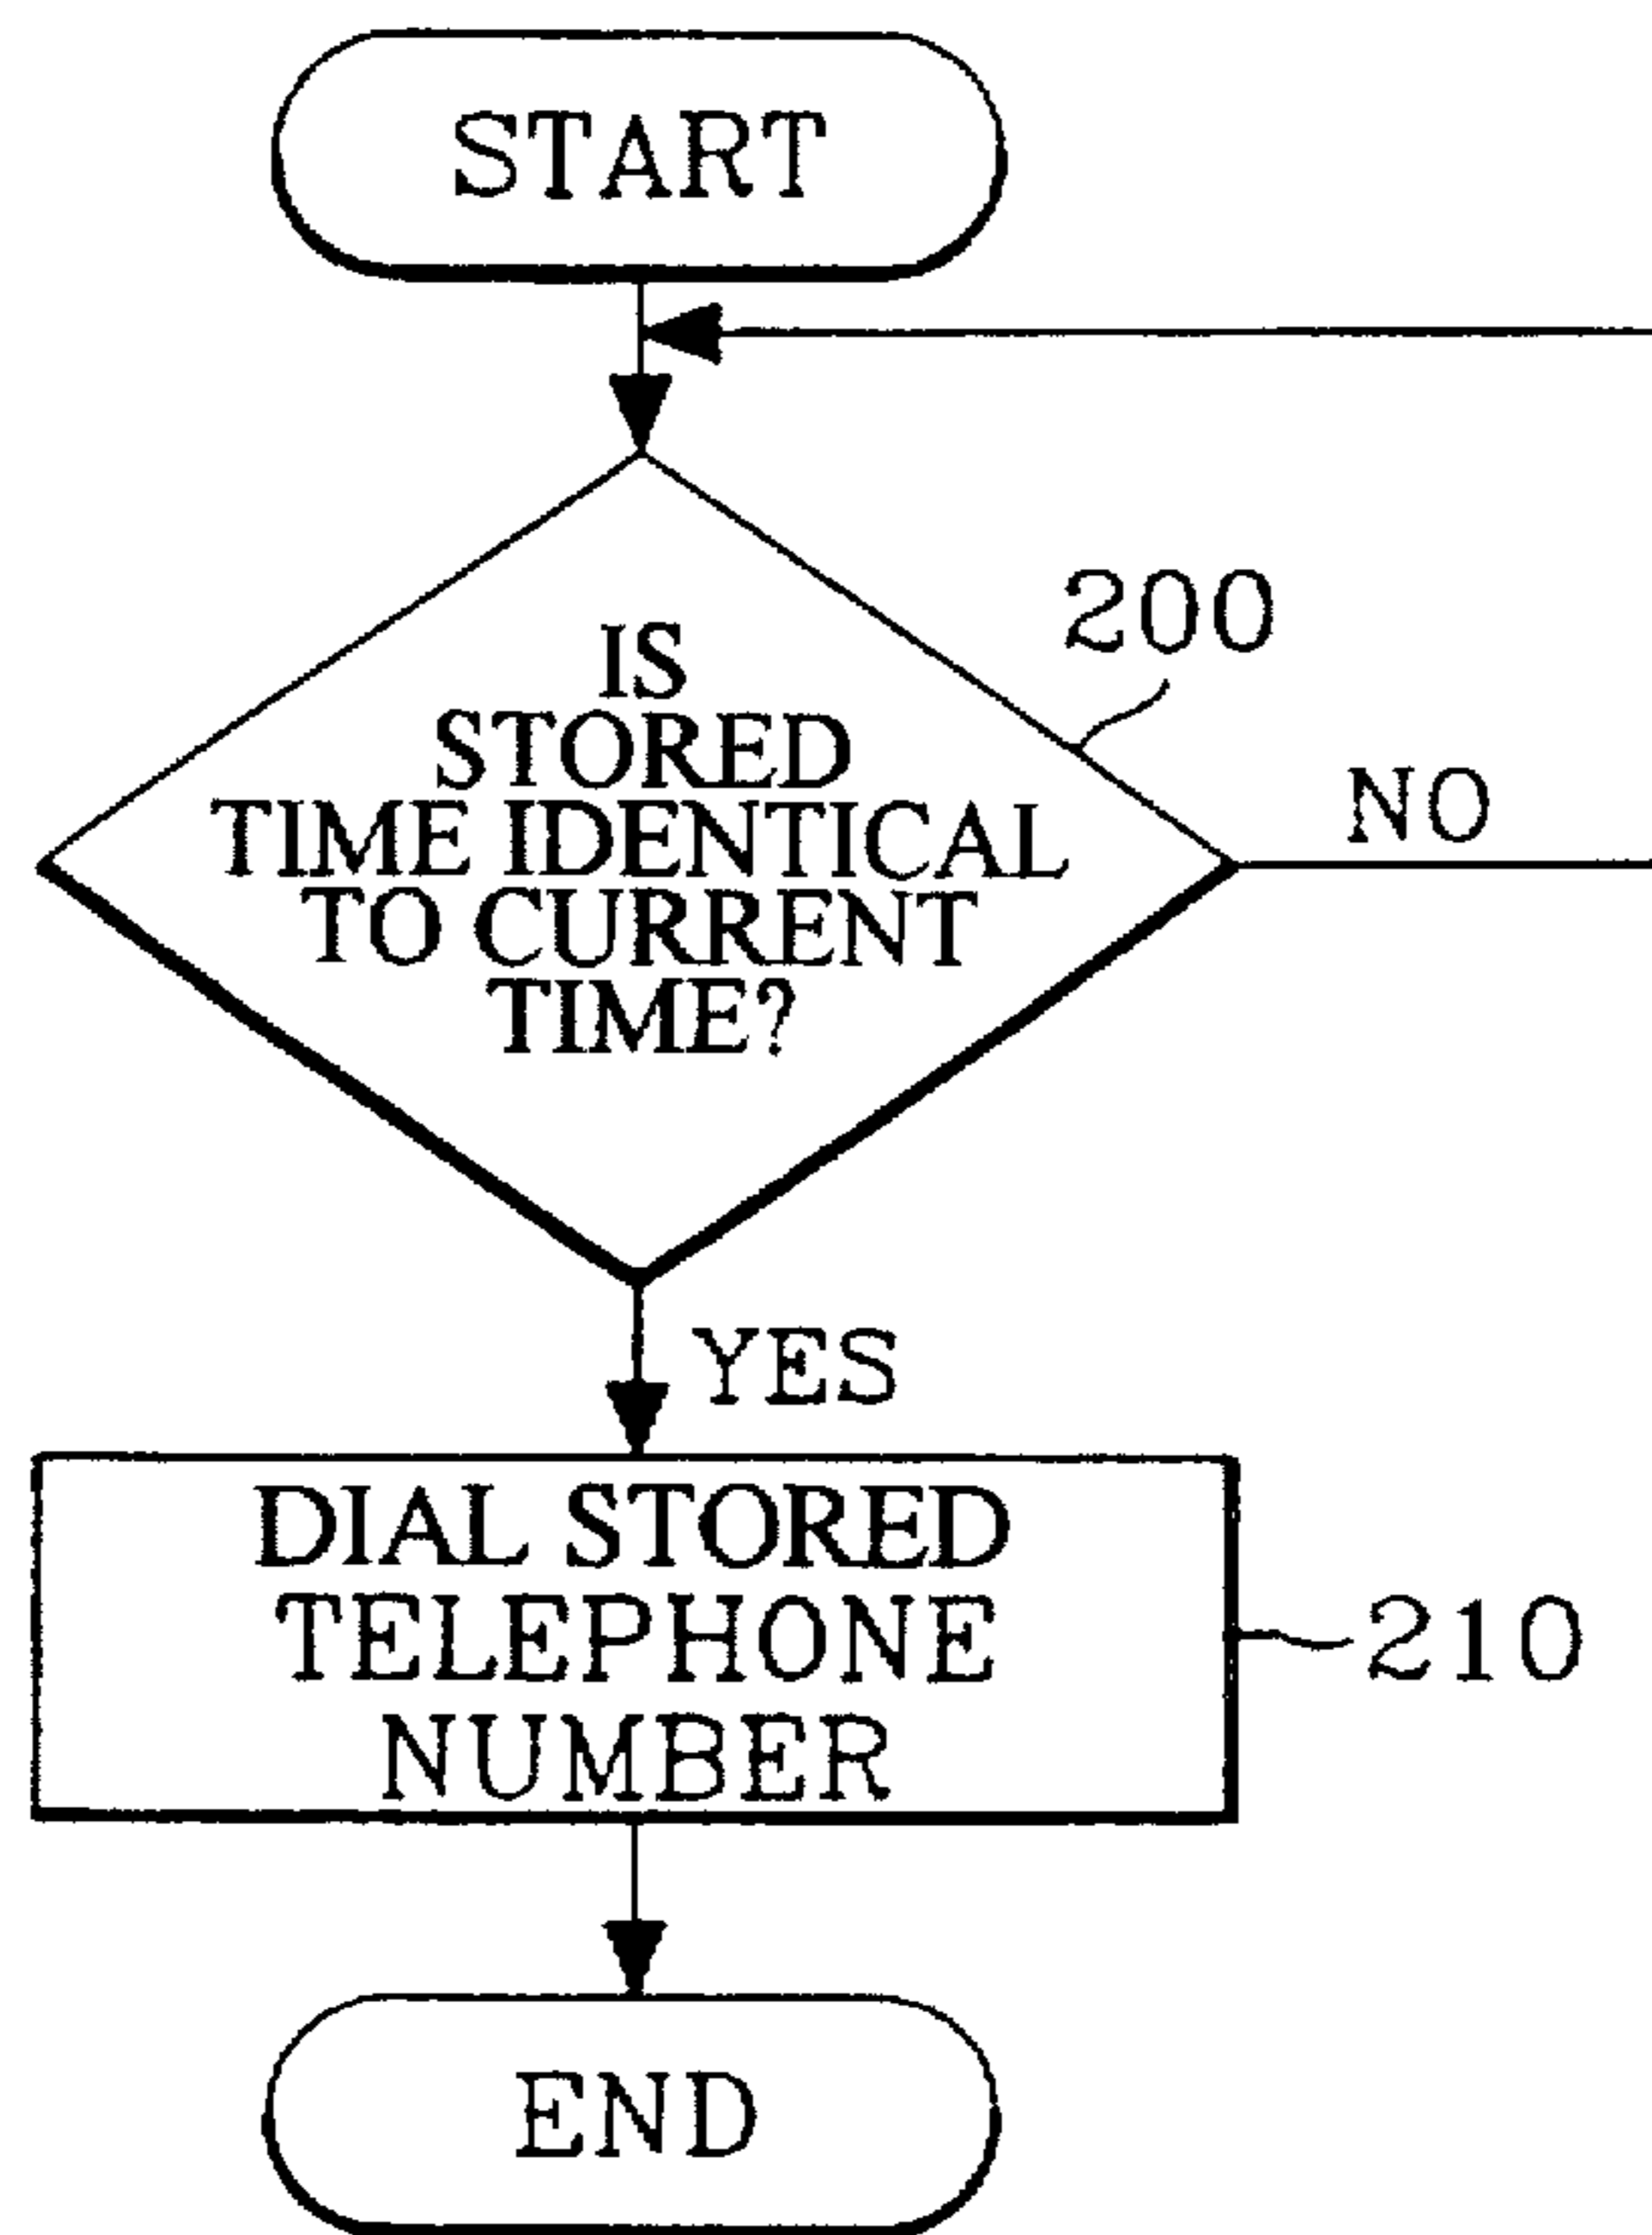 START
200
IS
STORED
TIME IDENTICAL
TO CURRENT
TIME?
NO
YES
DIAL STORED
TELEPHONE
NUMBER
210
END